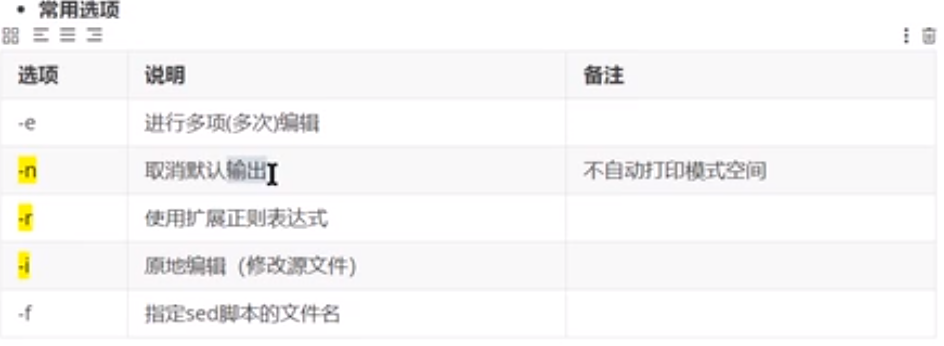 常用选项
选项 说明 备注
-e 进行多项(多次)编辑
-n 取消默认输出 不自动打印模式空间
-r 使用扩展正则表达式
-i 原地编辑（修改源文件）
-f 指定sed脚本的文件名